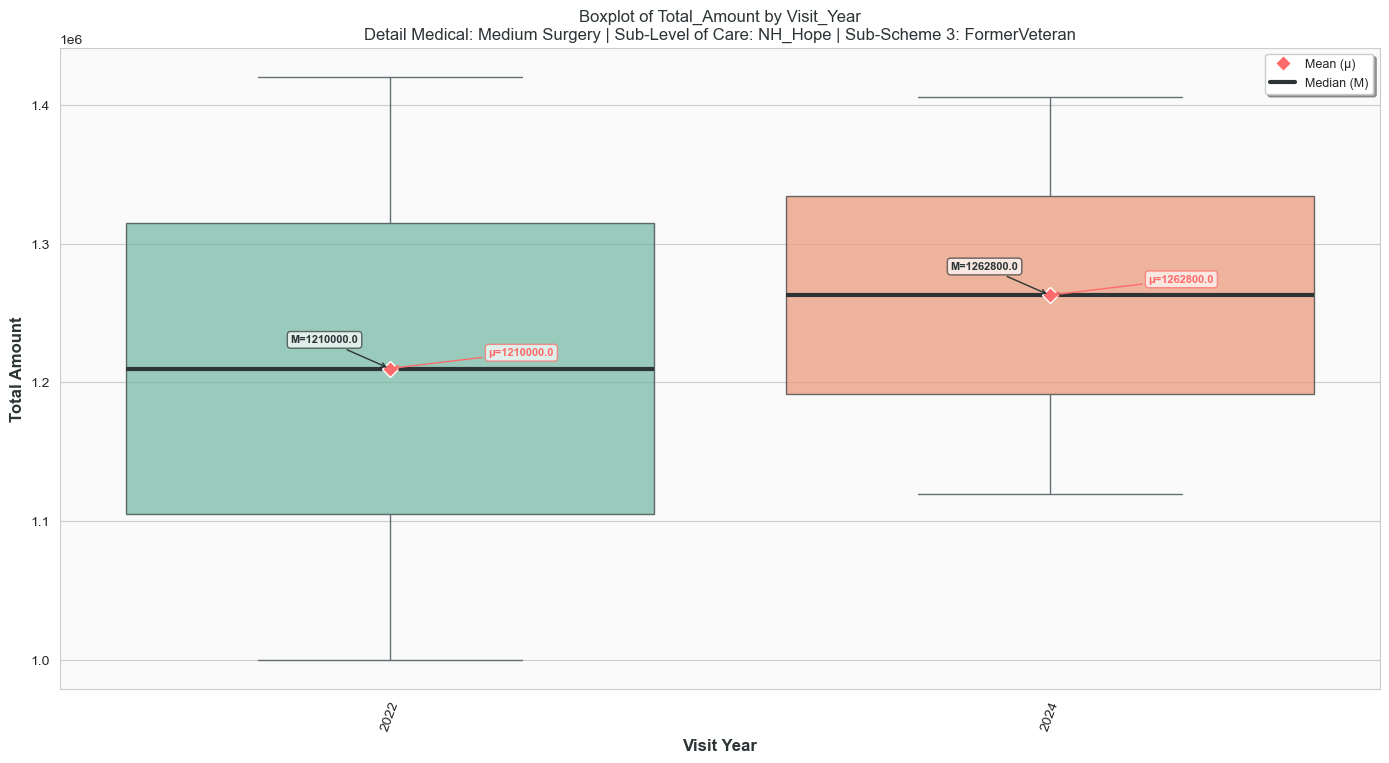 Boxplot of Total_Amount by Visit_Year
Detail Medical: Medium Surgery | Sub-Level of Care: NH_Hope | Sub-Scheme 3: FormerVeteran
1e6
Mean (μ)
Median (M)
1.4
1.3
1.2
1.1
1.0
Total Amount
M=1210000.0
μ=1210000.0
M=1262800.0
μ=1262800.0
2022
2024
Visit Year